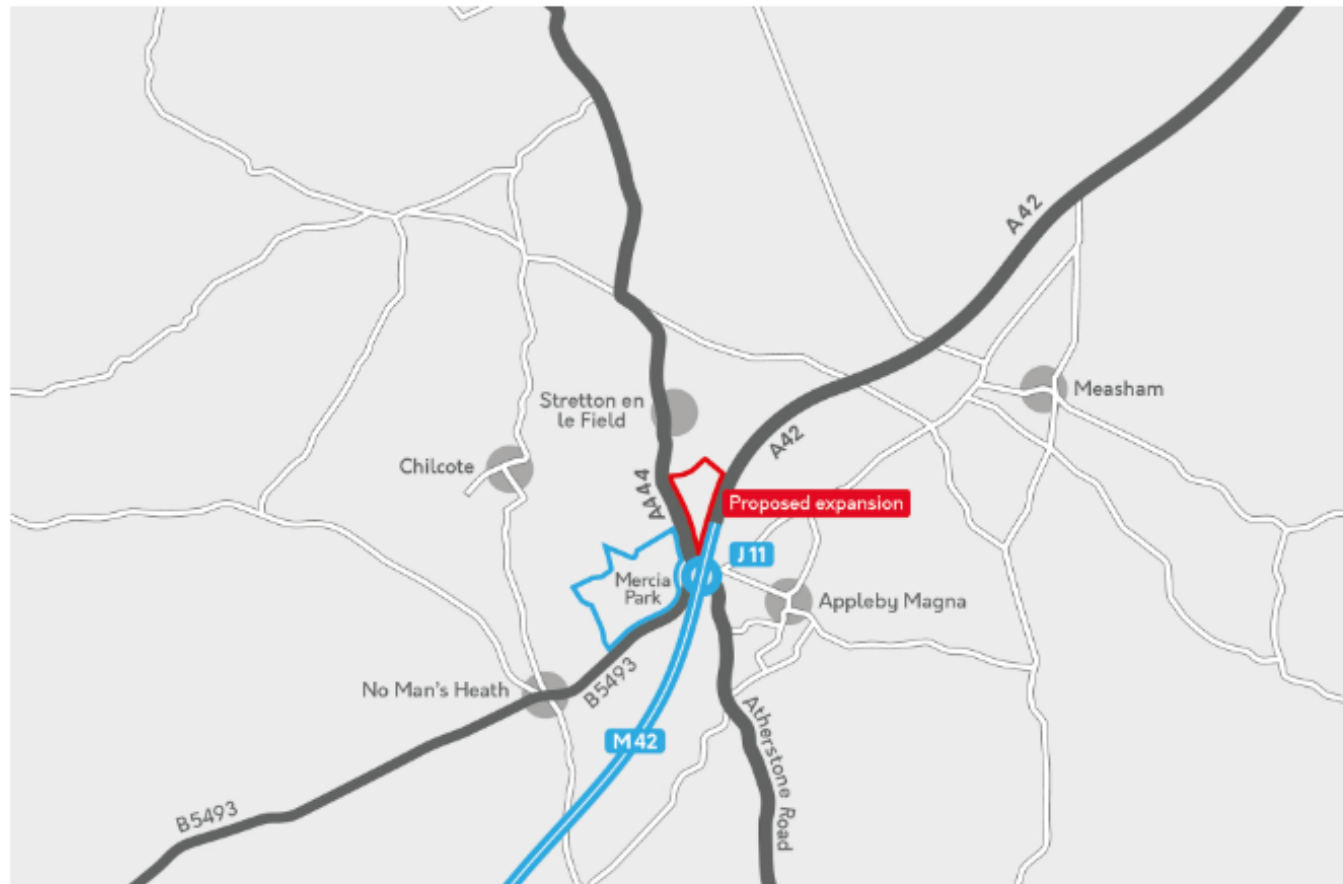 A42
Measham
Stretton en
le Field
A42
Chilcote
A444
Proposed expansion
J11
Mercia
Park
Appleby Magna
No Man's Heath
B5493
M42
Atherstone Road
B5493